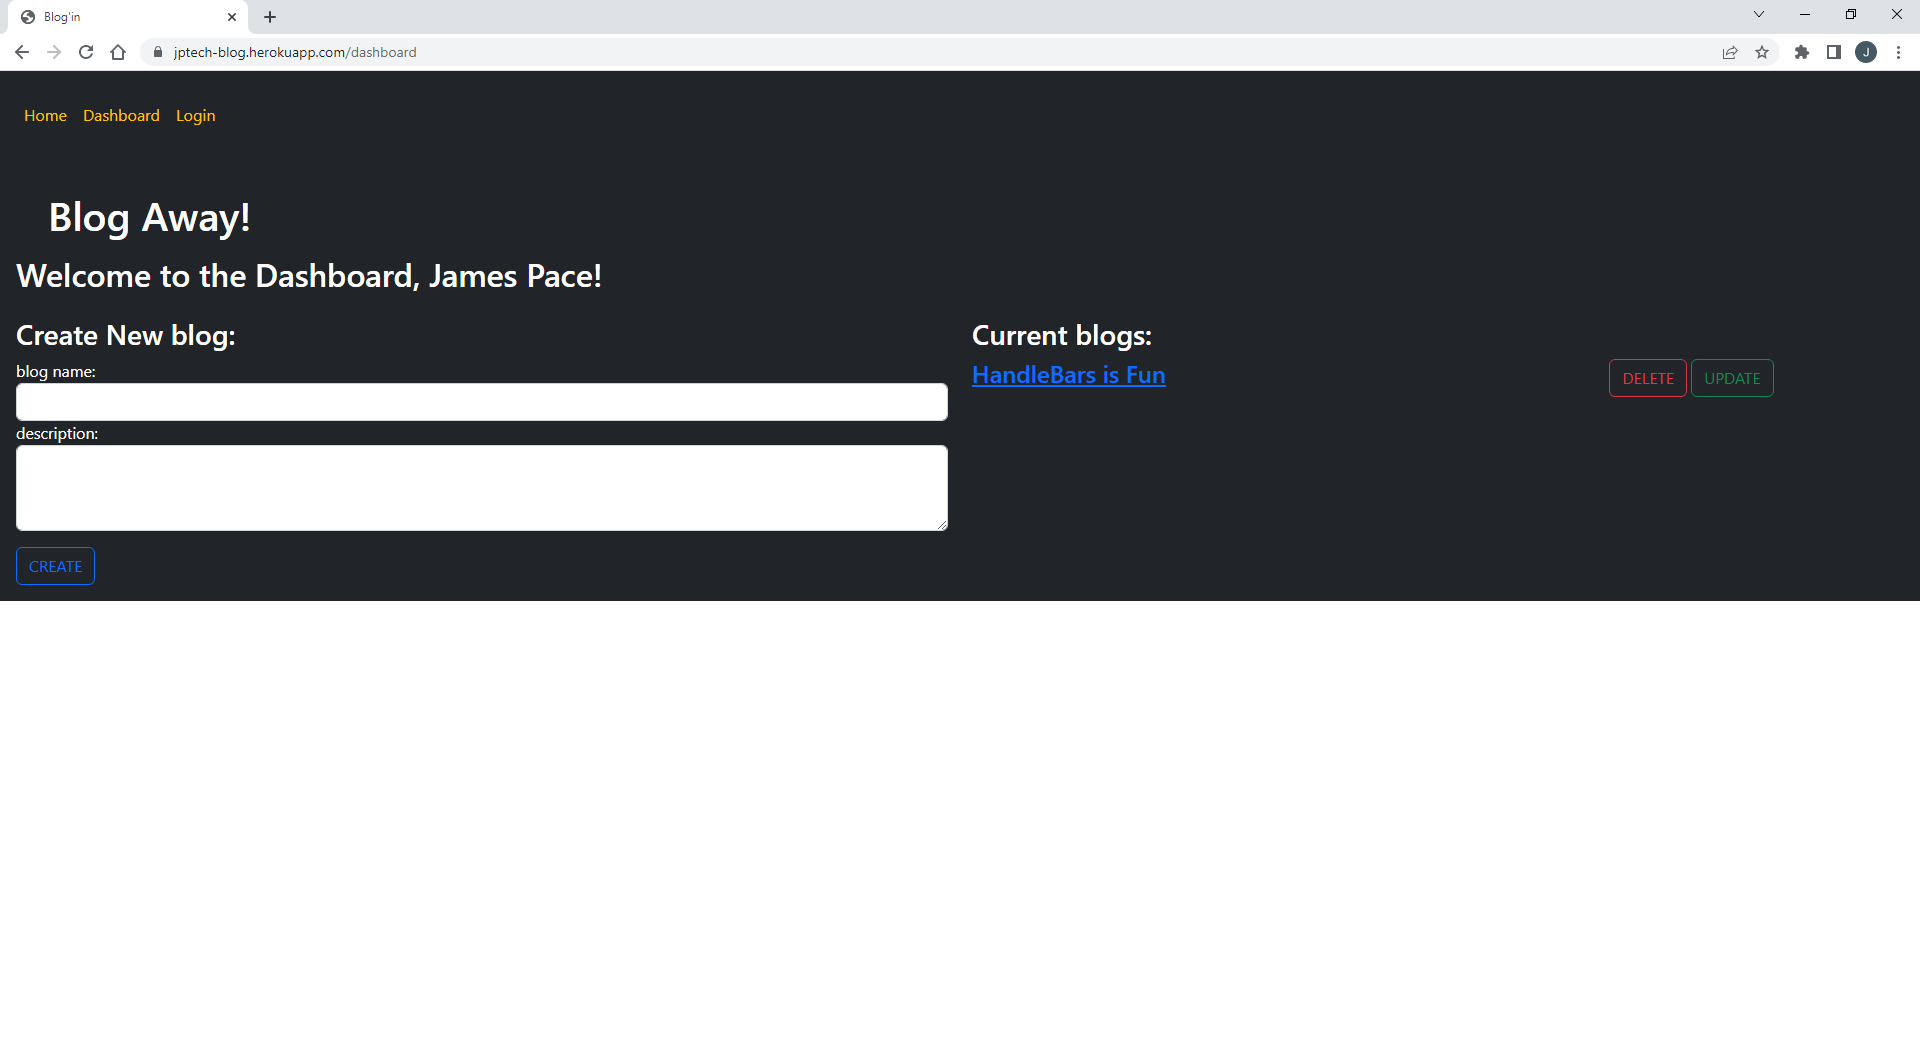 Blog'in
jptech-blog.herokuapp.com/dashboard
J
Home Dashboard Login
Blog Away!
Welcome to the Dashboard, James Pace!
Create New blog:
blog name:
description:
CREATE
Current blogs:
HandleBars is Fun
DELETE UPDATE